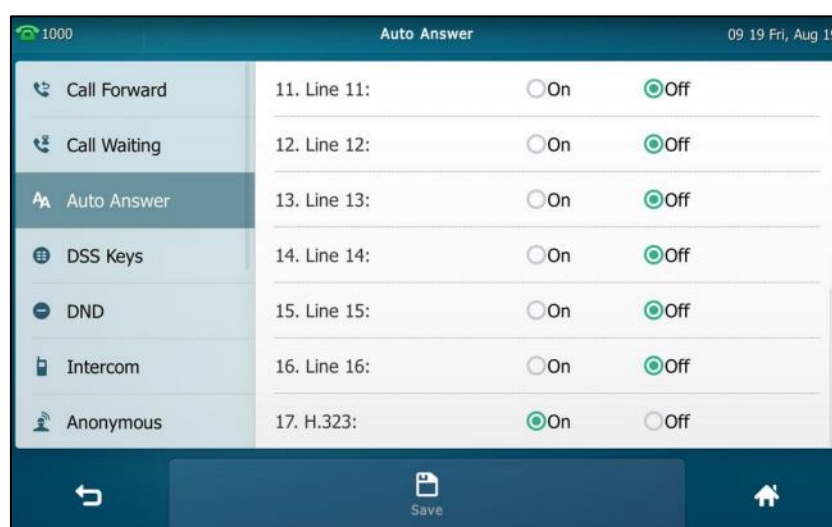 1000 Auto Answer 09 19 Fri, Aug 19
Call Forward 11. Line 11: On Off
Call Waiting 12. Line 12: On Off
Auto Answer 13. Line 13: On Off
DSS Keys 14. Line 14: On Off
DND 15. Line 15: On Off
Intercom 16. Line 16: On Off
Anonymous 17. H.323: On Off
Save